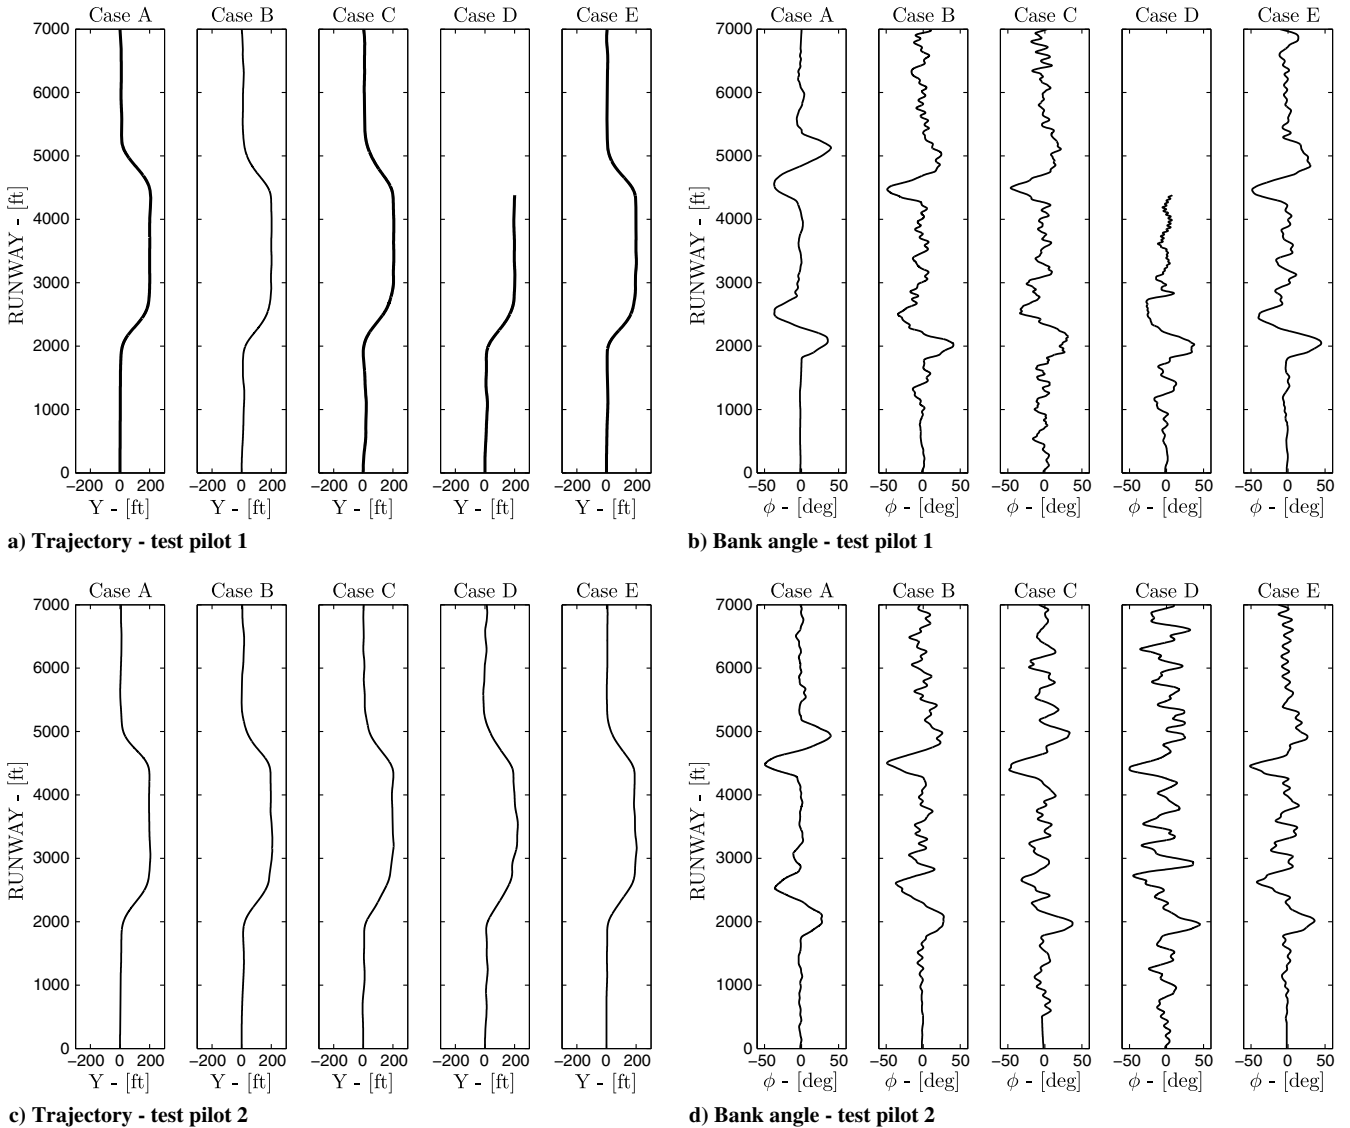 Case A Case B Case C Case D Case E
7000
6000
5000
4000
3000
2000
1000
0
RUNWAY - [ft]
−200 0 200 −200 0 200 −200 0 200 −200 0 200 −200 0 200
Y - [ft] Y - [ft] Y - [ft] Y - [ft] Y - [ft]
a) Trajectory - test pilot 1
Case A Case B Case C Case D Case E
7000
6000
5000
4000
3000
2000
1000
0
RUNWAY - [ft]
−50 0 50 −50 0 50 −50 0 50 −50 0 50 −50 0 50
ϕ - [deg] ϕ - [deg] ϕ - [deg] ϕ - [deg] ϕ - [deg]
b) Bank angle - test pilot 1
Case A Case B Case C Case D Case E
7000
6000
5000
4000
3000
2000
1000
0
RUNWAY - [ft]
−200 0 200 −200 0 200 −200 0 200 −200 0 200 −200 0 200
Y - [ft] Y - [ft] Y - [ft] Y - [ft] Y - [ft]
c) Trajectory - test pilot 2
Case A Case B Case C Case D Case E
7000
6000
5000
4000
3000
2000
1000
0
RUNWAY - [ft]
−50 0 50 −50 0 50 −50 0 50 −50 0 50 −50 0 50
ϕ - [deg] ϕ - [deg] ϕ - [deg] ϕ - [deg] ϕ - [deg]
d) Bank angle - test pilot 2